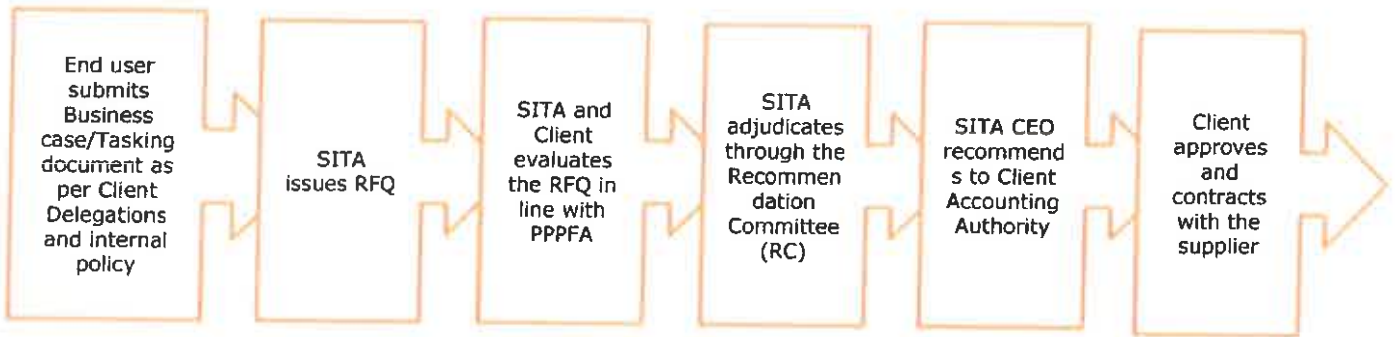 End user
submits
Business
case/Tasking
document as
per Client
Delegations
and internal
policy
SITA
issues RFQ
SITA and
Client
evaluates
the RFQ in
line with
PPPFA
SITA
adjudicates
through the
Recommen
dation
Committee
(RC)
SITA CEO
recommend
s to Client
Accounting
Authority
Client
approves
and
contracts
with the
supplier